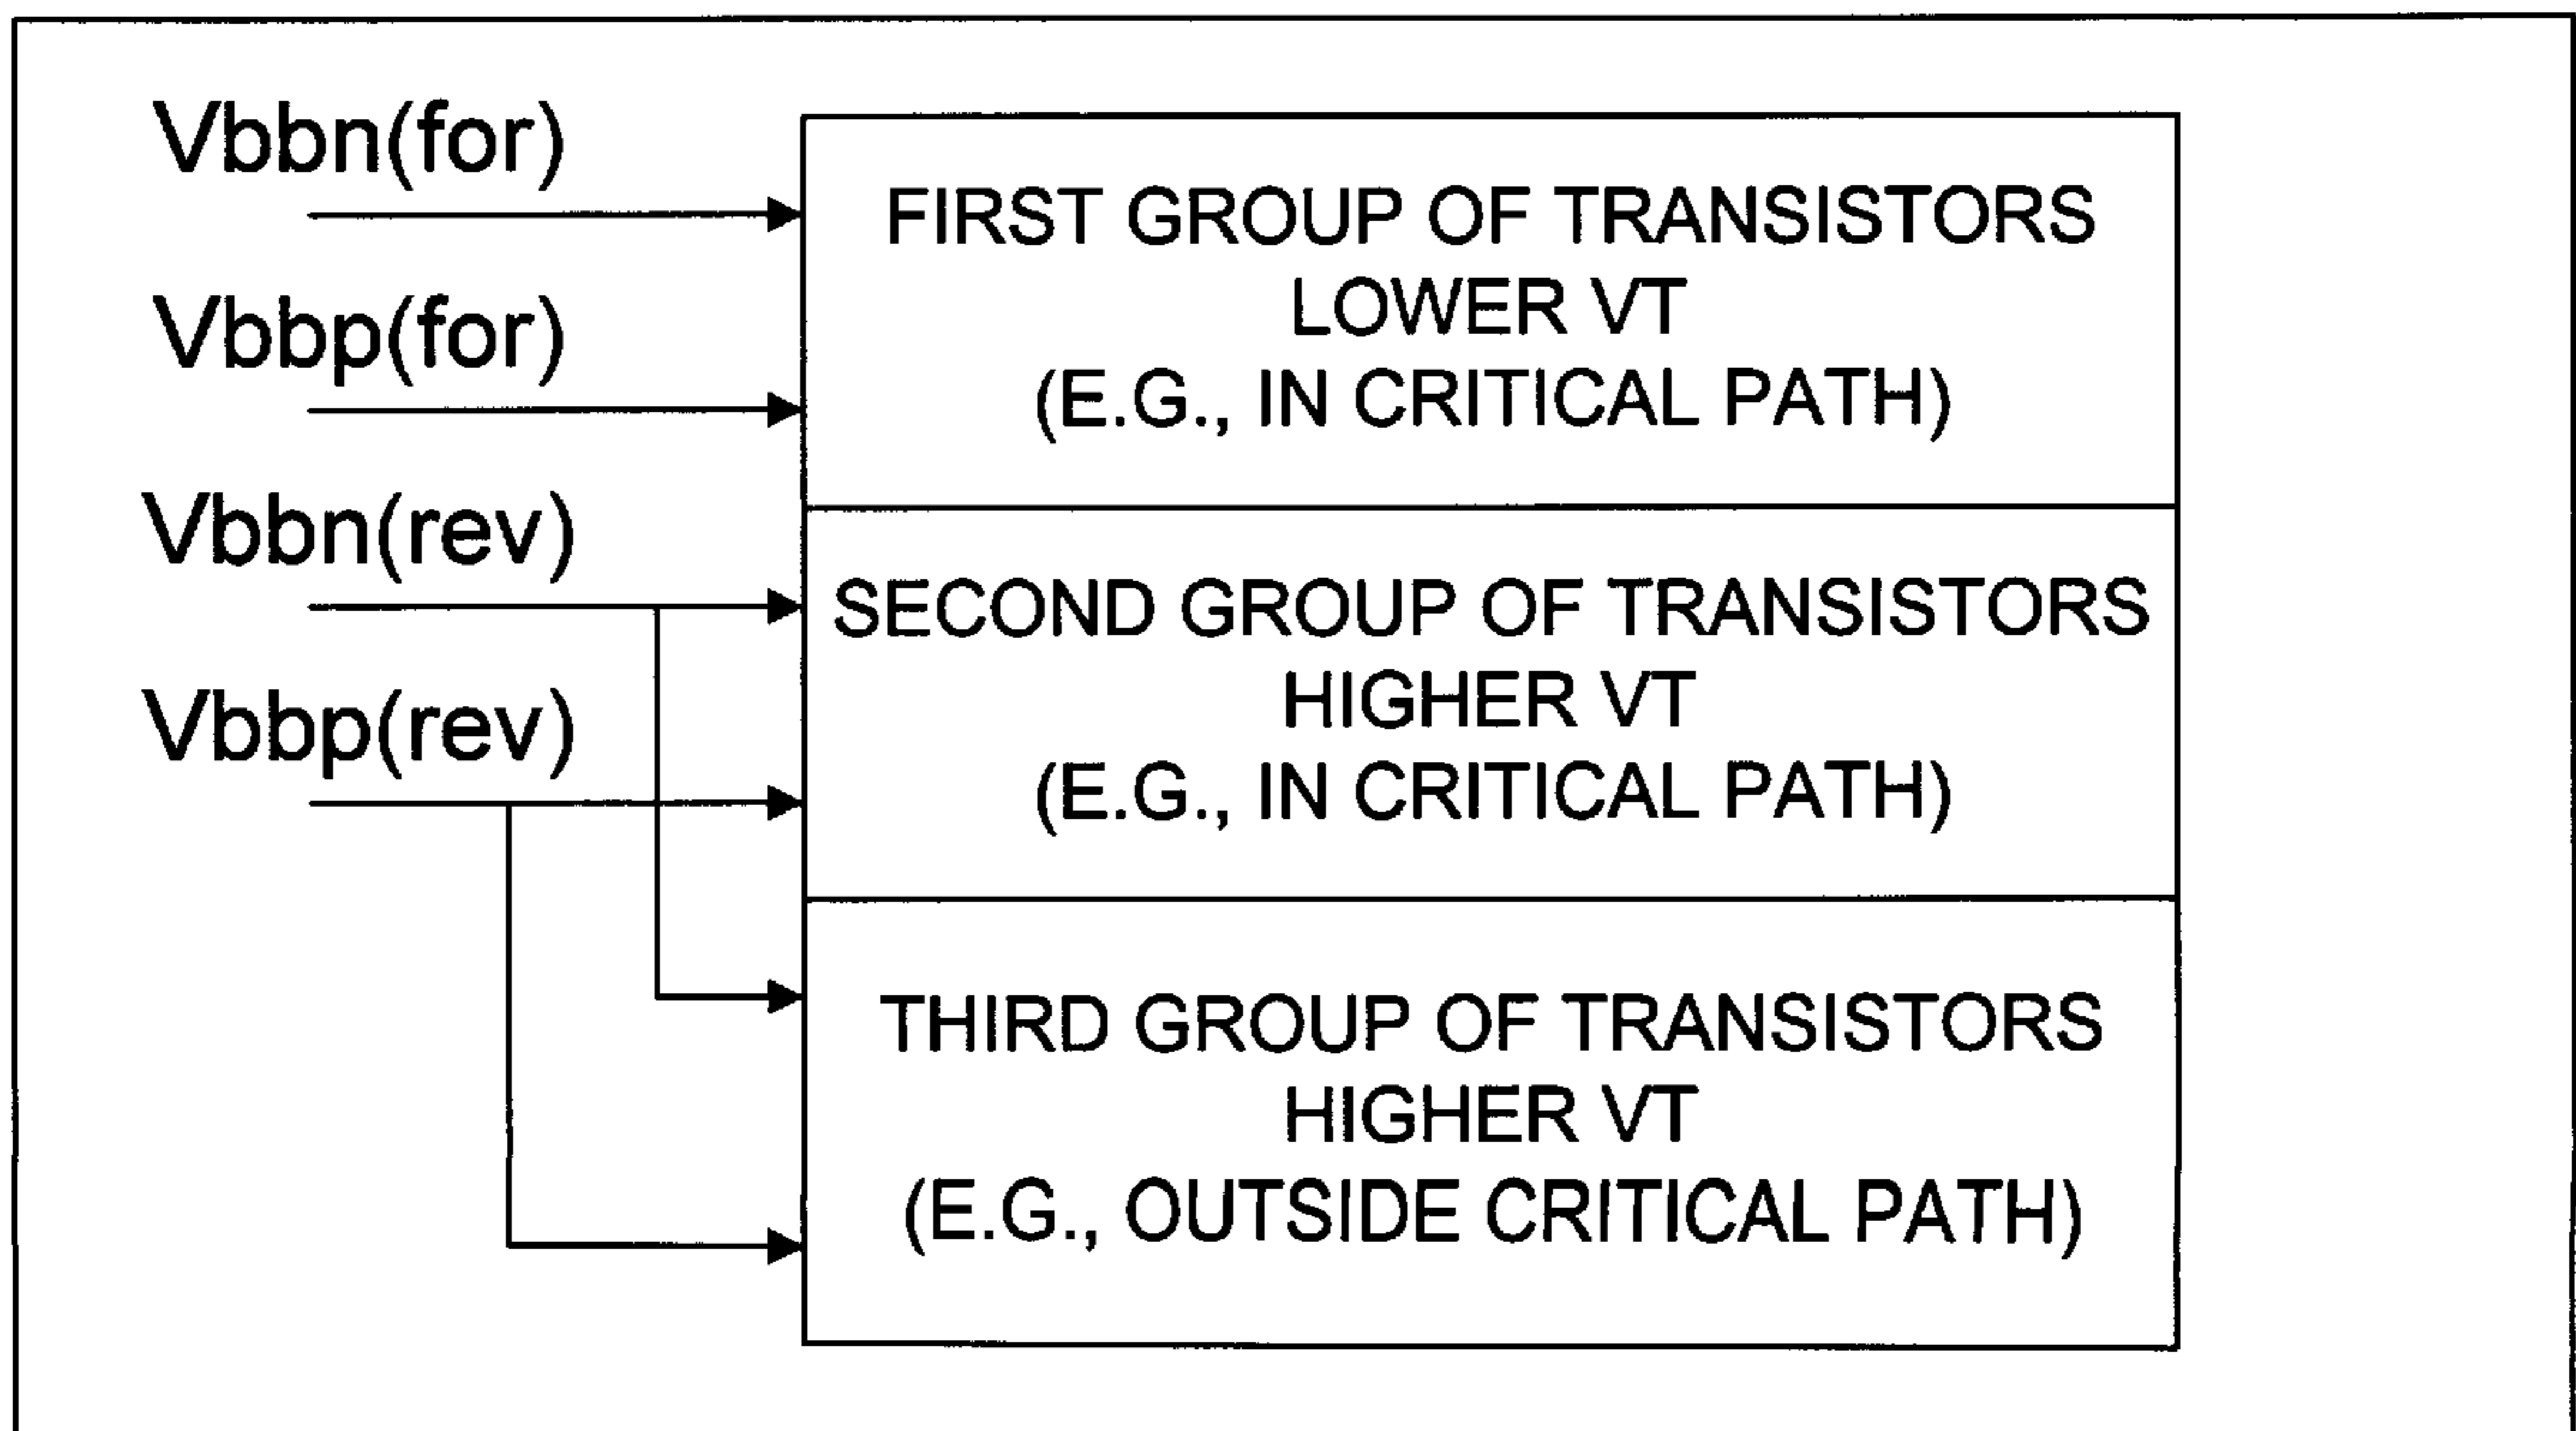 Vbbn(for)
Vbbp(for)
Vbbn(rev)
Vbbp(rev)
FIRST GROUP OF TRANSISTORS
LOWER VT
(E.G., IN CRITICAL PATH)
SECOND GROUP OF TRANSISTORS
HIGHER VT
(E.G., IN CRITICAL PATH)
THIRD GROUP OF TRANSISTORS
HIGHER VT
(E.G., OUTSIDE CRITICAL PATH)